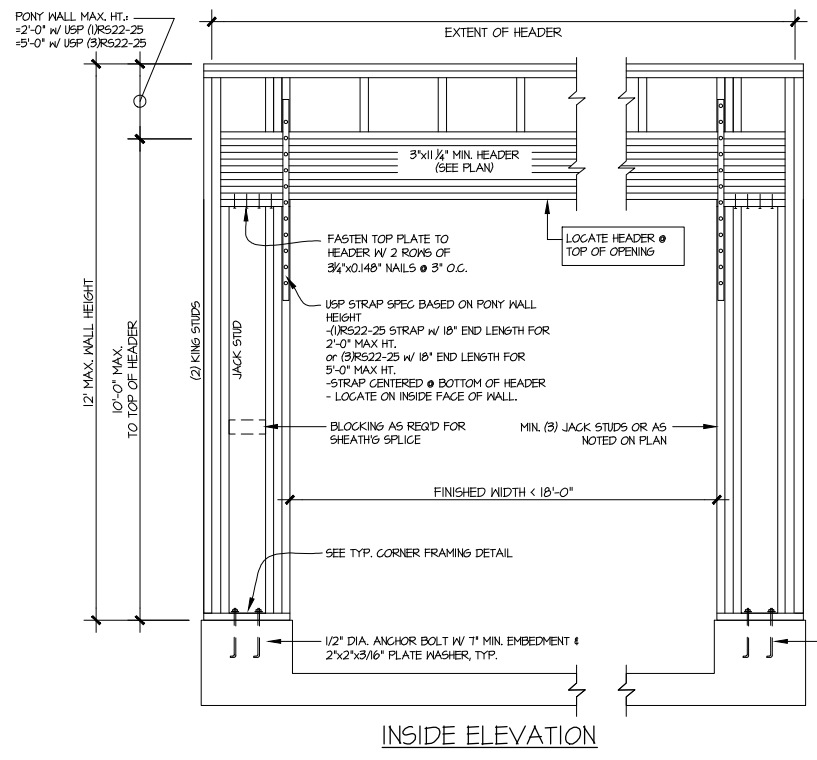 PONY WALL MAX. HT.:
=2'-0" W/ USP (1)RS22-25
=5'-0" W/ USP (3)RS22-25
EXTENT OF HEADER
3"x11 1/4" MIN. HEADER
(SEE PLAN)
FASTEN TOP PLATE TO
HEADER W/ 2 ROWS OF
3 1/4"x0.148" NAILS @ 3" O.C.
LOCATE HEADER @
TOP OF OPENING
12' MAX. WALL HEIGHT
10'-0" MAX.
TO TOP OF HEADER
(2) KING STUDS
JACK STUD
USP STRAP SPEC BASED ON PONY WALL
HEIGHT
-(1)RS22-25 STRAP w/ 18" END LENGTH FOR
2'-0" MAX HT.
or (3)RS22-25 w/ 18" END LENGTH FOR
5'-0" MAX HT.
-STRAP CENTERED @ BOTTOM OF HEADER
- LOCATE ON INSIDE FACE OF WALL.
BLOCKING AS REQ'D FOR
SHEATH'G SPLICE
MIN. (3) JACK STUDS OR AS
NOTED ON PLAN
FINISHED WIDTH < 18'-0"
SEE TYP. CORNER FRAMING DETAIL
1/2" DIA. ANCHOR BOLT W/ 7" MIN. EMBEDMENT &
2"x2"x3/16" PLATE WASHER, TYP.
INSIDE ELEVATION